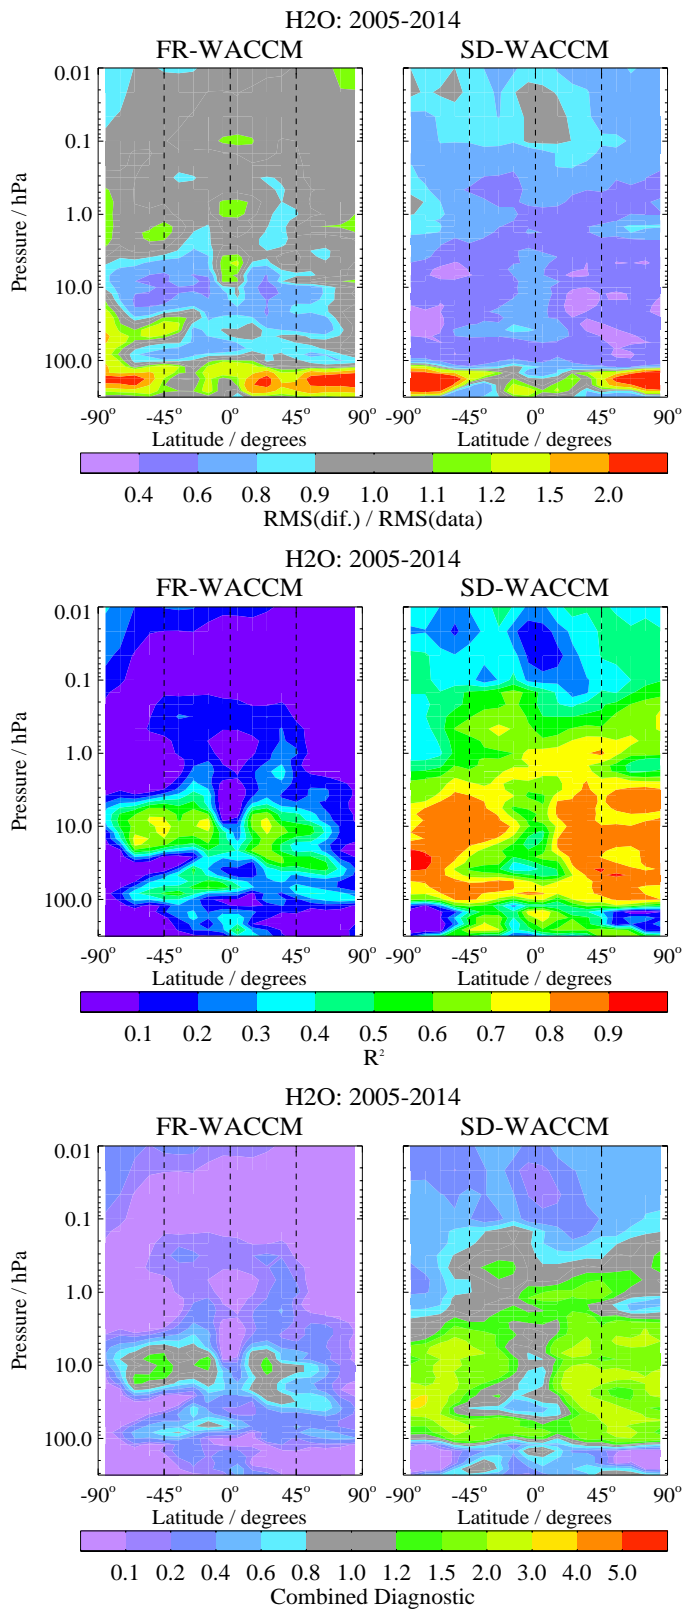 H2O: 2005-2014
FR-WACCM SD-WACCM
0.01
0.1
1.0
10.0
100.0
Pressure / hPa
-90° -45° 0° 45° 90° -45° 0° 45° 90°
Latitude / degrees Latitude / degrees
0.4 0.6 0.8 0.9 1.0 1.1 1.2 1.5 2.0
RMS(dif.) / RMS(data)
H2O: 2005-2014
FR-WACCM SD-WACCM
0.01
0.1
1.0
10.0
100.0
Pressure / hPa
-90° -45° 0° 45° 90° -45° 0° 45° 90°
Latitude / degrees Latitude / degrees
0.1 0.2 0.3 0.4 0.5 0.6 0.7 0.8 0.9
R²
H2O: 2005-2014
FR-WACCM SD-WACCM
0.01
0.1
1.0
10.0
100.0
Pressure / hPa
-90° -45° 0° 45° 90° -45° 0° 45° 90°
Latitude / degrees Latitude / degrees
0.1 0.2 0.4 0.6 0.8 1.0 1.2 1.5 2.0 3.0 4.0 5.0
Combined Diagnostic